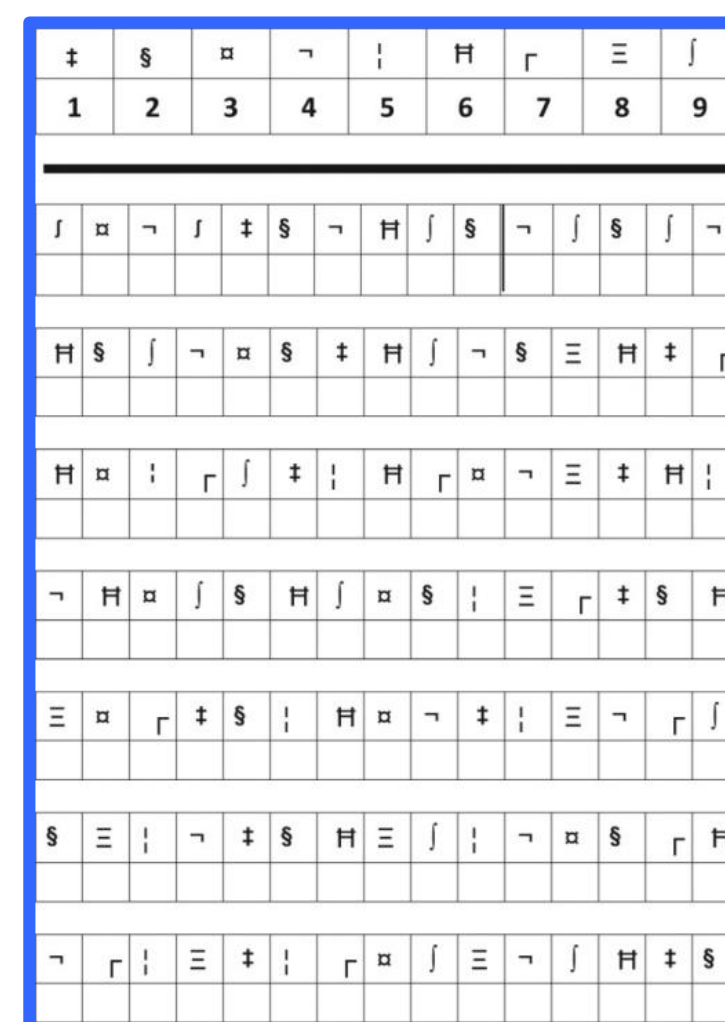 ‡ § ¤ ¬ ¦ Ħ ┌ Ξ ∫
1 2 3 4 5 6 7 8 9
∫ ¤ ¬ ∫ ‡ § ¬ Ħ ∫ § ¬ ∫ § ∫ ¬
Ħ § ∫ ¬ ¤ § ‡ Ħ ∫ ¬ § Ξ Ħ ‡ ┌
Ħ ¤ ¦ ┌ ∫ ‡ ¦ Ħ ┌ ¤ ¬ Ξ ‡ Ħ ¦
¬ Ħ ¤ ∫ § Ħ ∫ ¤ § ¦ Ξ ┌ ‡ § Ħ
Ξ ¤ ┌ ‡ § ¦ Ħ ¤ ¬ ‡ ¦ Ξ ¬ ┌ ∫
§ Ξ ¦ ¬ ‡ § Ħ Ξ ∫ ¦ ¬ ¤ § ┌ Ħ
¬ ┌ ¦ Ξ ‡ ¦ ┌ ¤ ∫ Ξ ¬ ∫ Ħ ‡ §